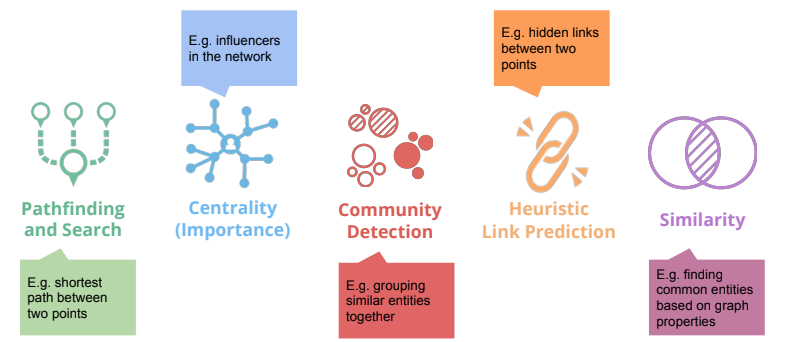 E.g. influencers
in the network
E.g. hidden links
between two
points
Pathfinding
and Search
Centrality
(Importance)
Community
Detection
Heuristic
Link Prediction
Similarity
E.g. shortest
path between
two points
E.g. grouping
similar entities
together
E.g. finding
common entities
based on graph
properties